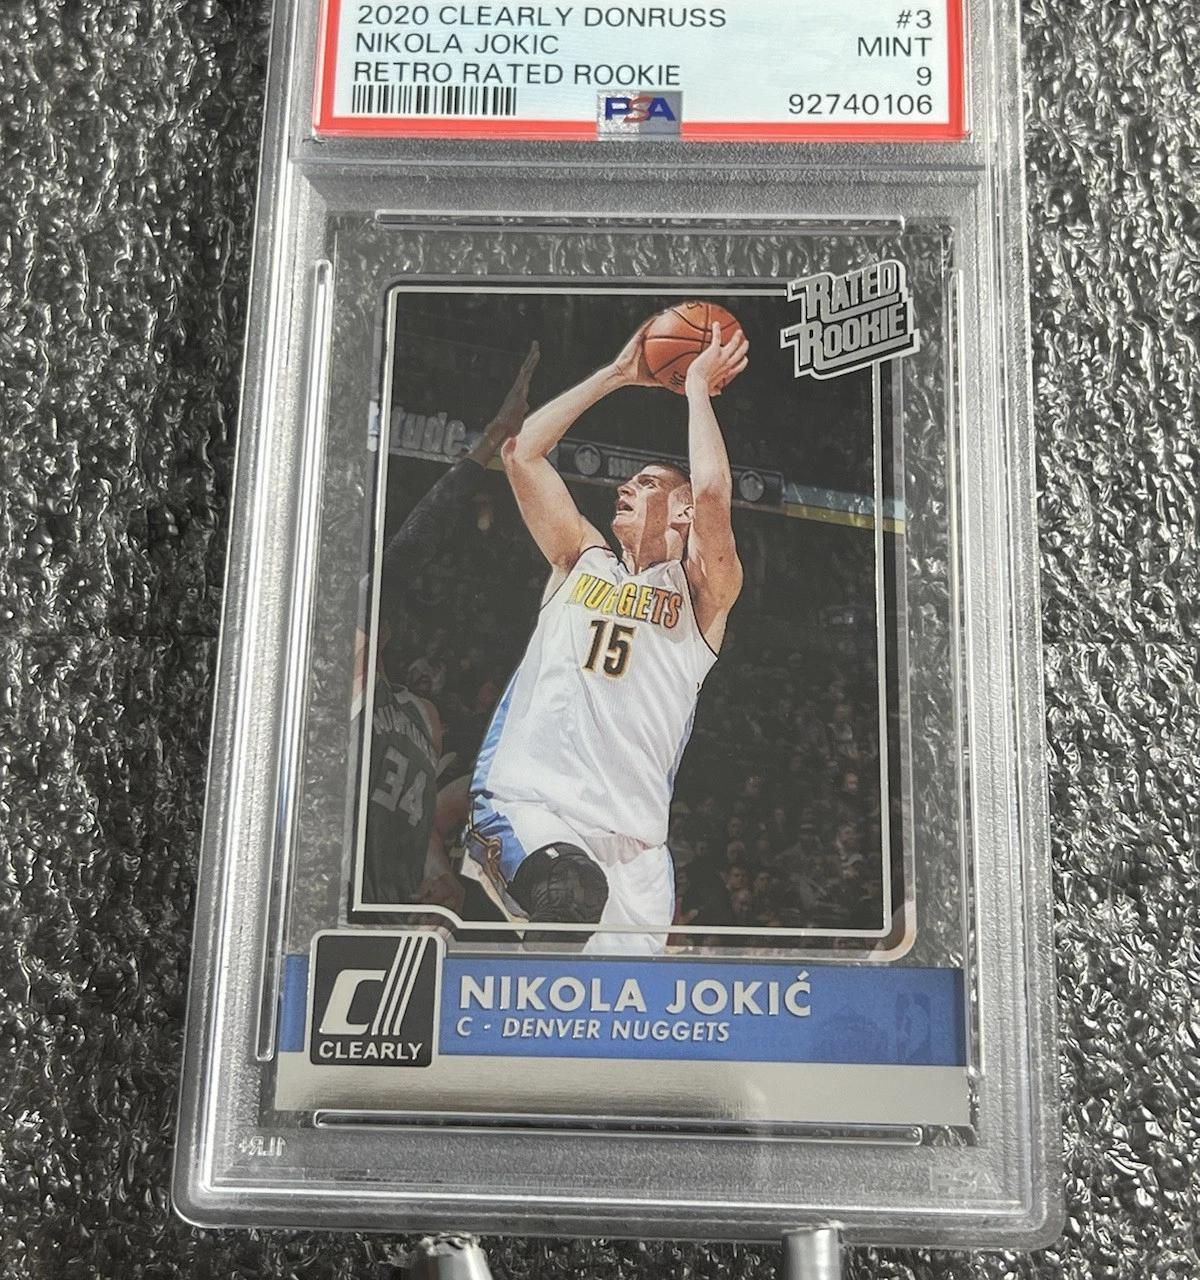 2020 CLEARLY DONRUSS #3
NIKOLA JOKIC MINT
RETRO RATED ROOKIE 9
PSA 92740106
RATED
ROOKIE
NUGGETS
15
34
CLEARLY
NIKOLA JOKIĆ
C · DENVER NUGGETS